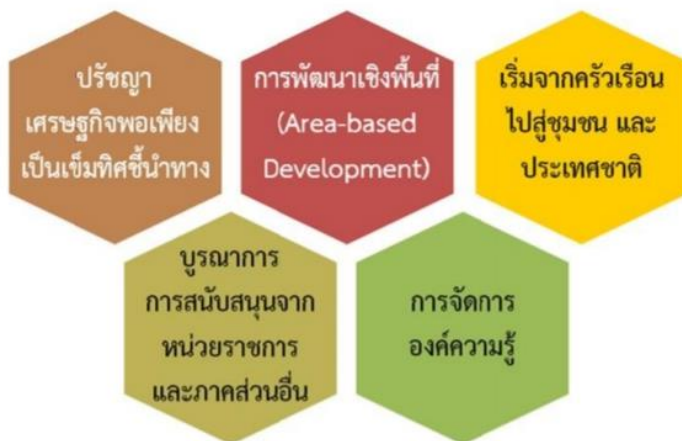 ปรัชญา
เศรษฐกิจพอเพียง
เป็นเข็มทิศชี้นำทาง
การพัฒนาเชิงพื้นที่
(Area-based
Development)
เริ่มจากครัวเรือน
ไปสู่ชุมชน และ
ประเทศชาติ
บูรณาการ
การสนับสนุนจาก
หน่วยราชการ
และภาคส่วนอื่น
การจัดการ
องค์ความรู้